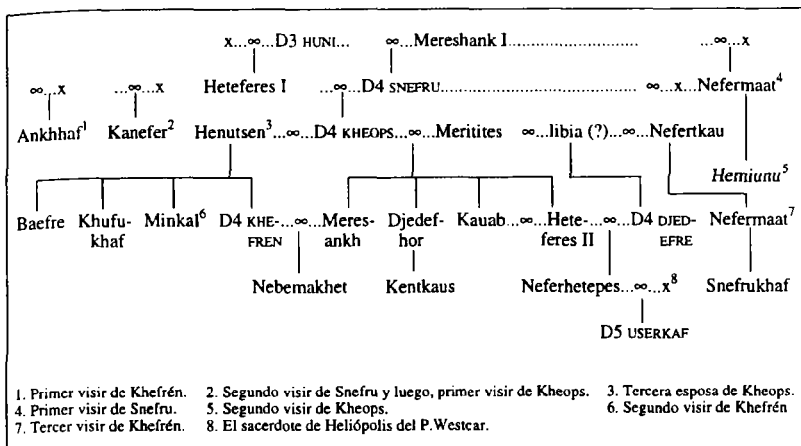 x...∞...D3 HUNI... ∞...Mereshank I............................ ...∞...x
∞...x ...∞...x Heteferes I ...∞...D4 SNEFRU............................ ∞...x...Nefermaat⁴
Ankhhaf¹ Kanefer² Henutsen³...∞...D4 KHEOPS...∞...Meritites ∞...libia (?)...∞...Nefertkau
Hemiunu⁵
Baefre Khufu- Minkal⁶ D4 KHE-...∞...Meres- Djedef- Kauab...∞...Hete-...∞...D4 DJED- Nefermaat⁷
khaf FREN ankh hor feres II EFRE
Nebemakhet Kentkaus Neferhetepes...∞...x⁸ Snefrukhaf
D5 USERKAF
1. Primer visir de Khefrén. 2. Segundo visir de Snefru y luego, primer visir de Kheops. 3. Tercera esposa de Kheops.
4. Primer visir de Snefru. 5. Segundo visir de Kheops. 6. Segundo visir de Khefrén
7. Tercer visir de Khefrén. 8. El sacerdote de Heliópolis del P.Westcar.